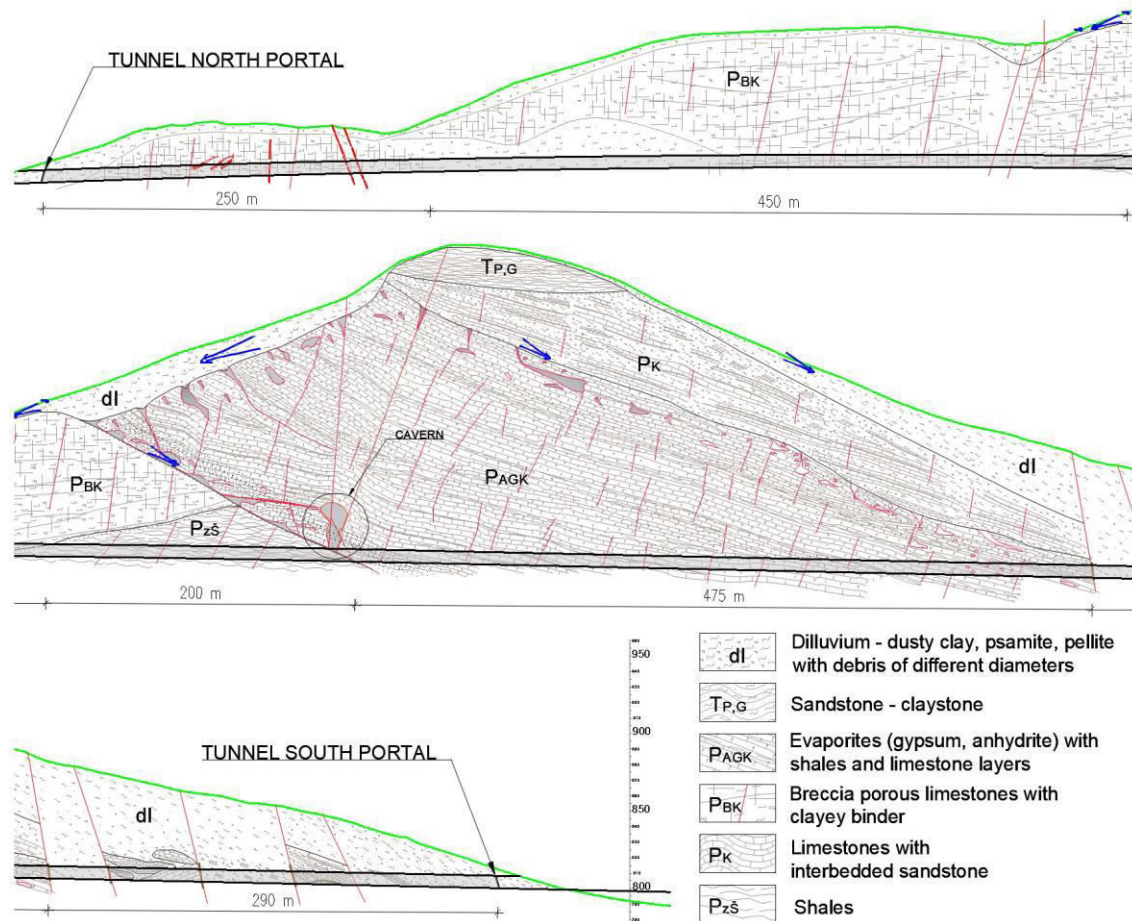 TUNNEL NORTH PORTAL
PBK
250 m
450 m
TP,G
PK
dl
CAVERN
PBK
PAGK
dl
PzŠ
200 m
475 m
TUNNEL SOUTH PORTAL
dl
290 m
950
900
850
800
dl
Dilluvium - dusty clay, psamite, pellite
with debris of different diameters
TP,G
Sandstone - claystone
PAGK
Evaporites (gypsum, anhydrite) with
shales and limestone layers
PBK
Breccia porous limestones with
clayey binder
PK
Limestones with
interbedded sandstone
PzŠ
Shales